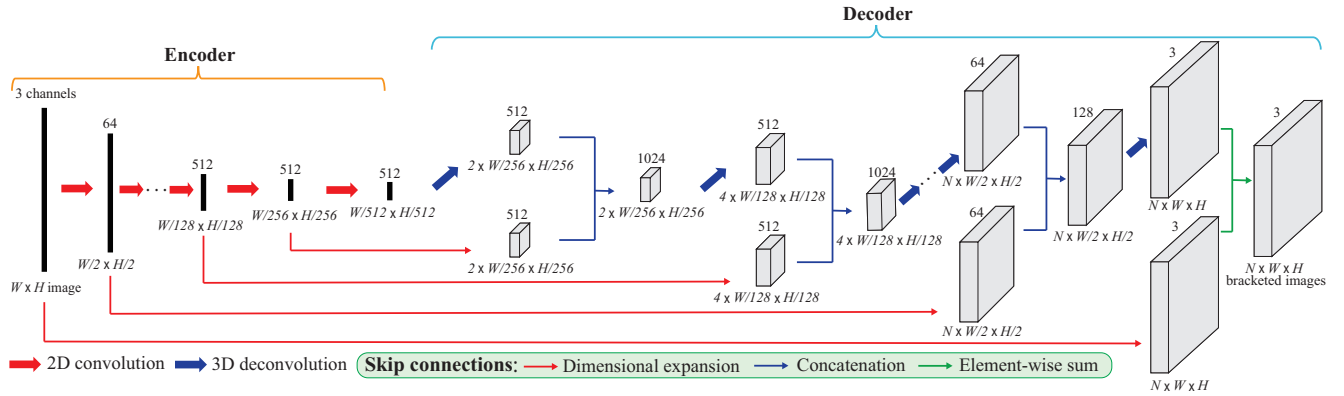 Decoder
Encoder
3 channels
64
512
512
512
W x H image
W/2 x H/2
W/128 x H/128
W/256 x H/256
W/512 x H/512
512
2 x W/256 x H/256
512
2 x W/256 x H/256
1024
2 x W/256 x H/256
512
4 x W/128 x H/128
512
4 x W/128 x H/128
1024
4 x W/128 x H/128
64
N x W/2 x H/2
64
N x W/2 x H/2
128
N x W/2 x H/2
3
N x W x H
3
N x W x H
3
N x W x H
bracketed images
2D convolution
3D deconvolution
Skip connections:
Dimensional expansion
Concatenation
Element-wise sum